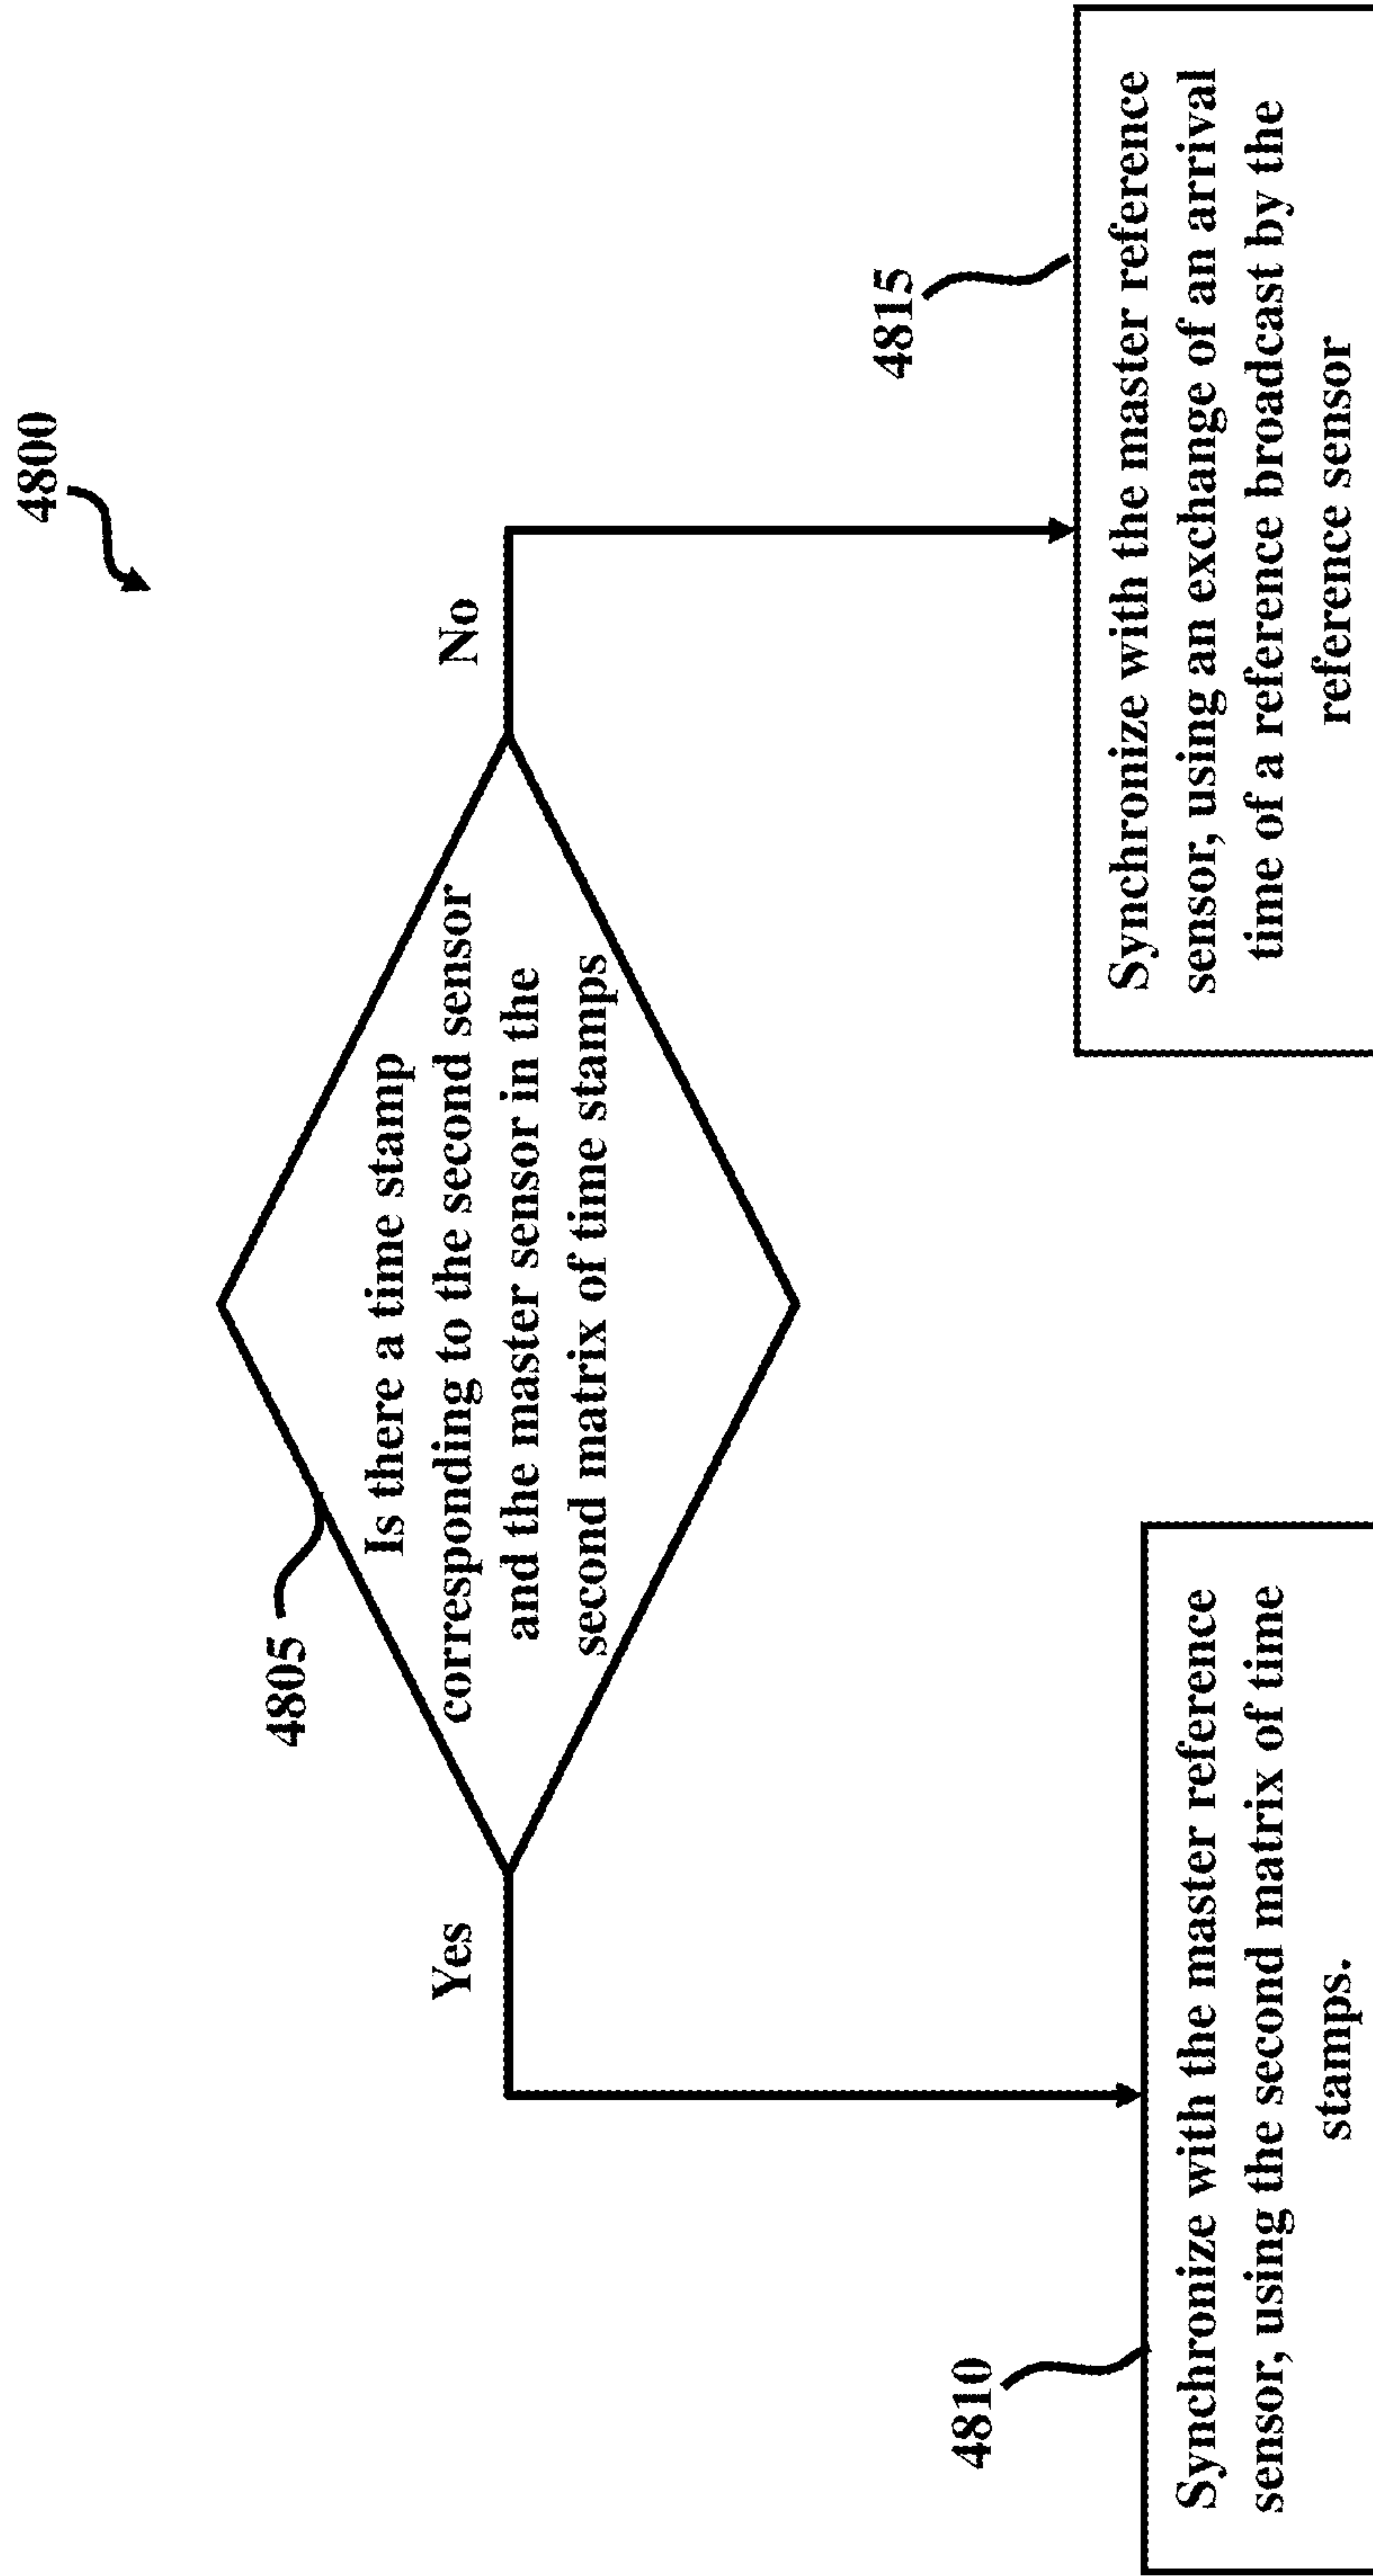 4800
4805
Is there a time stamp
corresponding to the second sensor
and the master sensor in the
second matrix of time stamps
Yes
No
4810
Synchronize with the master reference
sensor, using the second matrix of time
stamps.
4815
Synchronize with the master reference
sensor, using an exchange of an arrival
time of a reference broadcast by the
reference sensor